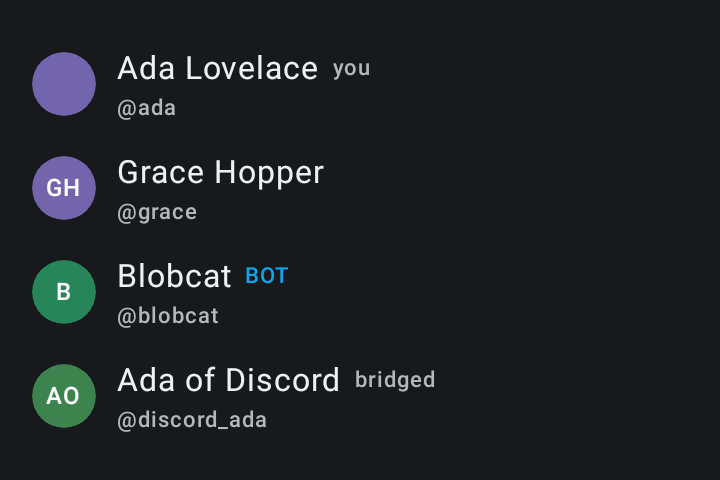 Ada Lovelace you
@ada
GH
Grace Hopper
@grace
B
Blobcat BOT
@blobcat
AO
Ada of Discord bridged
@discord_ada